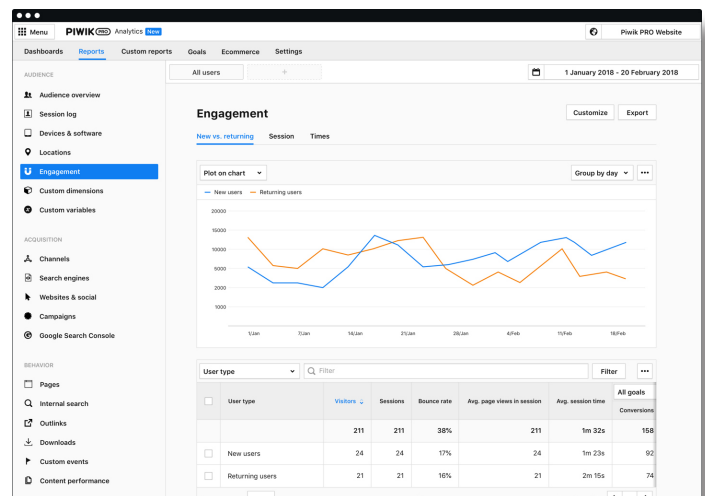 Menu PIWIK PRO Analytics New Piwik PRO Website
Dashboards Reports Custom reports Goals Ecommerce Settings
All users + 1 January 2018 - 20 February 2018
AUDIENCE
Audience overview
Session log
Devices & software
Locations
Engagement
Custom dimensions
Custom variables
ACQUISITION
Channels
Search engines
Websites & social
Campaigns
Google Search Console
BEHAVIOR
Pages
Internal search
Outlinks
Downloads
Custom events
Content performance
Engagement Customize Export
New vs. returning Session Times
Plot on chart Group by day
New users Returning users
20000
15000
10000
5000
2000
1000
1/Jan 7/Jan 14/Jan 21/Jan 28/Jan 4/Feb 11/Feb 18/Feb
User type Filter Filter
All goals
User type Visitors Sessions Bounce rate Avg. page views in session Avg. session time Conversions
211 211 38% 211 1m 32s 158
New users 24 24 17% 24 1m 23s 92
Returning users 21 21 16% 21 2m 15s 74